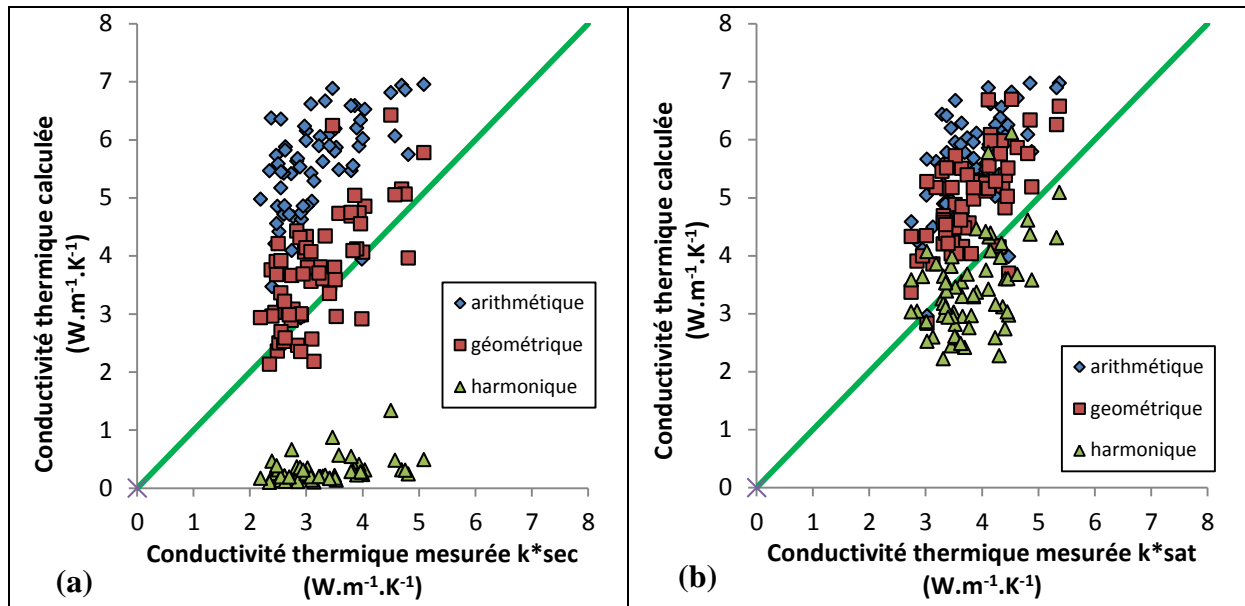 8
7
6
5
4
3
2
1
0
Conductivité thermique calculée
(W.m⁻¹.K⁻¹)
arithmétique
géométrique
harmonique
0 1 2 3 4 5 6 7 8
Conductivité thermique mesurée k*sec
(W.m⁻¹.K⁻¹)
(a)
8
7
6
5
4
3
2
1
0
Conductivité thermique calculée
(W.m⁻¹.K⁻¹)
arithmétique
geométrique
harmonique
0 1 2 3 4 5 6 7 8
Conductivité thermique mesurée k*sat
(W.m⁻¹.K⁻¹)
(b)